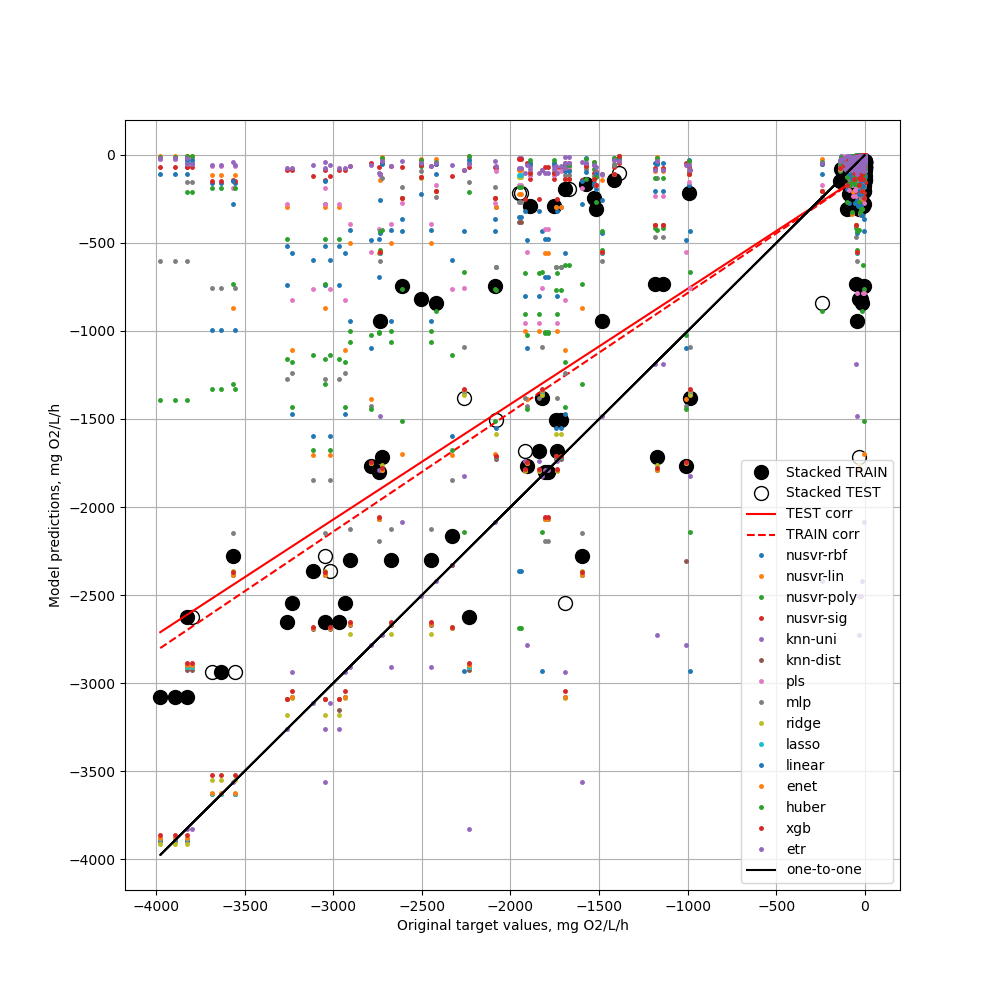 0
−500
−1000
−1500
−2000
−2500
−3000
−3500
−4000
Model predictions, mg O2/L/h
−4000
−3500
−3000
−2500
−2000
−1500
−1000
−500
0
Original target values, mg O2/L/h
Stacked TRAIN
Stacked TEST
TEST corr
TRAIN corr
nusvr-rbf
nusvr-lin
nusvr-poly
nusvr-sig
knn-uni
knn-dist
pls
mlp
ridge
lasso
linear
enet
huber
xgb
etr
one-to-one